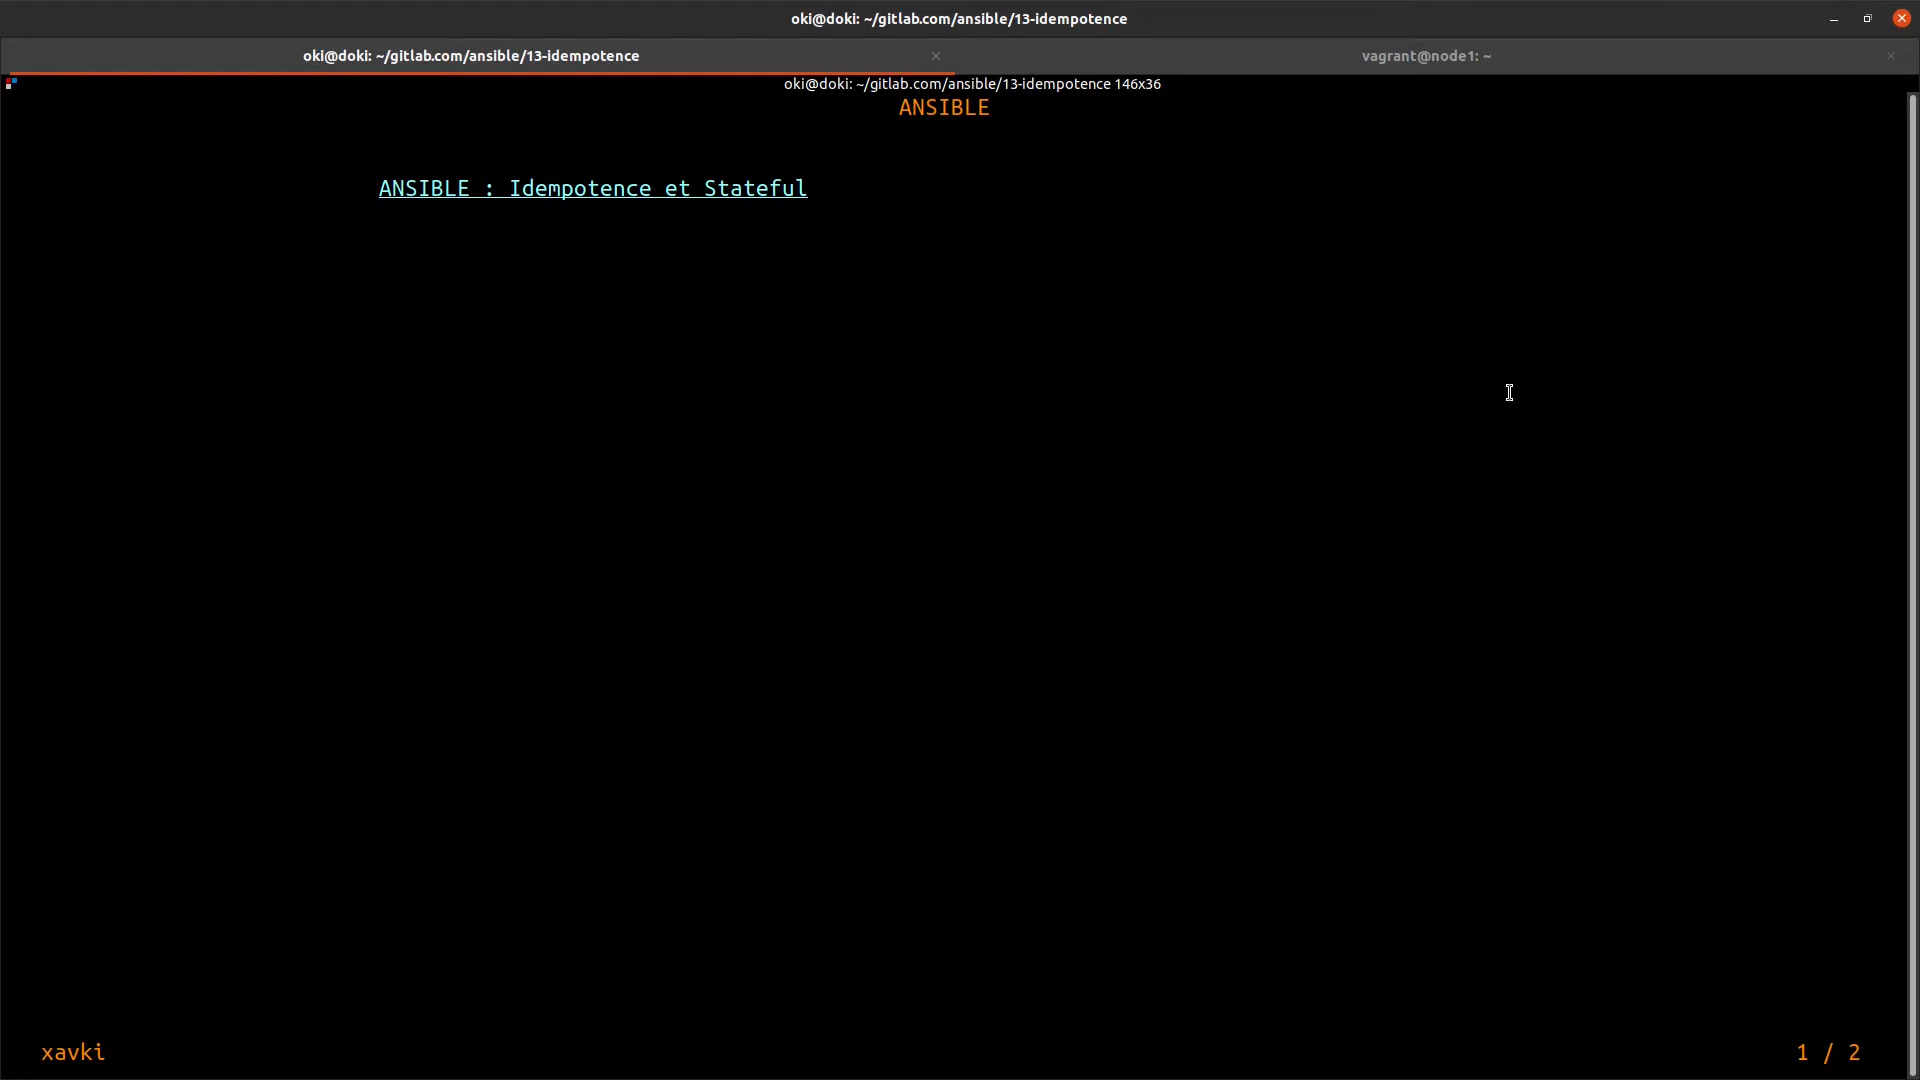 oki@doki: ~/gitlab.com/ansible/13-idempotence
oki@doki: ~/gitlab.com/ansible/13-idempotence
vagrant@node1: ~
oki@doki: ~/gitlab.com/ansible/13-idempotence 146x36
ANSIBLE
ANSIBLE : Idempotence et Stateful
xavki
1 / 2